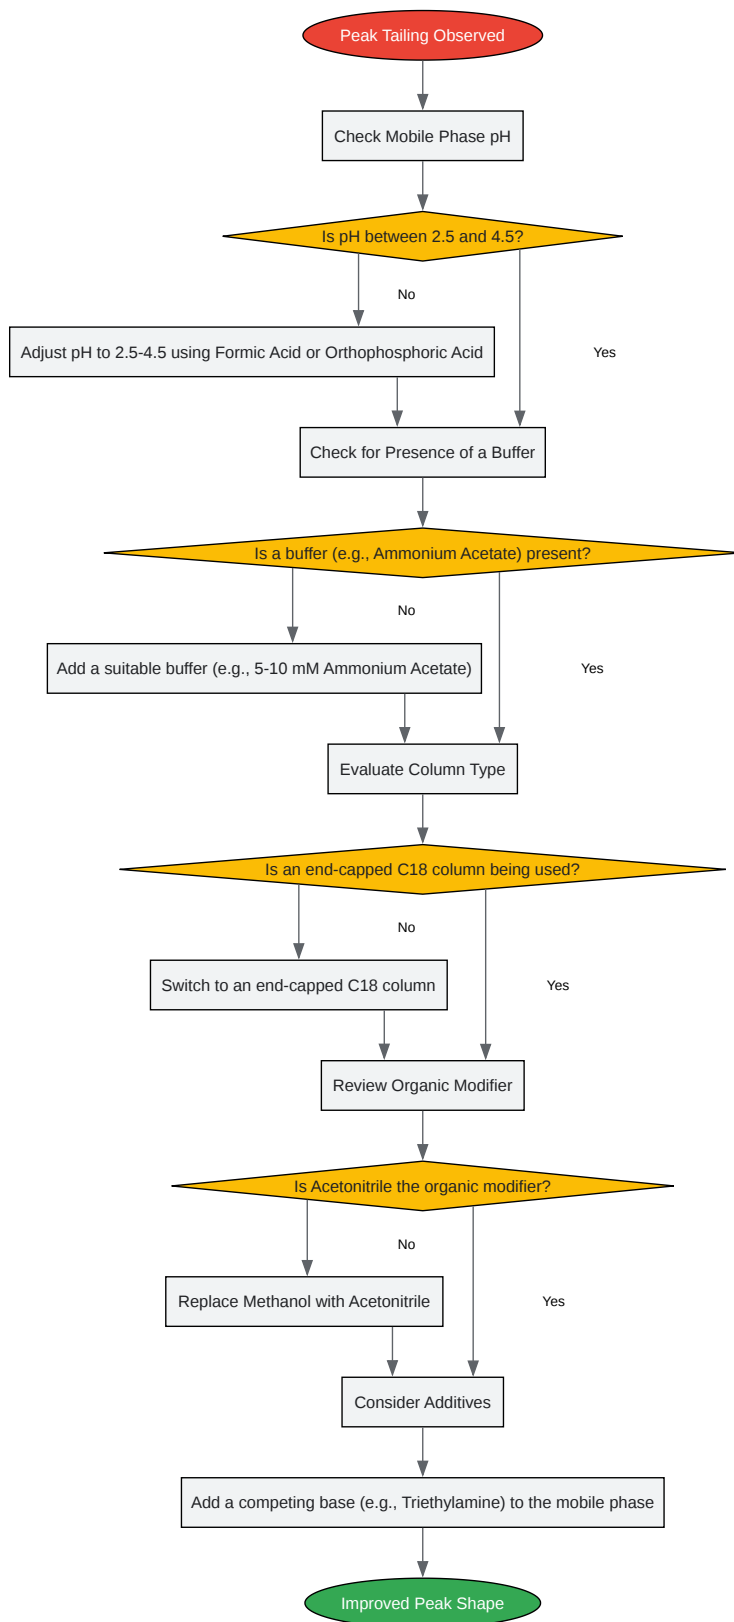 Peak Tailing Observed
Check Mobile Phase pH
Is pH between 2.5 and 4.5?
No
Adjust pH to 2.5-4.5 using Formic Acid or Orthophosphoric Acid
Yes
Check for Presence of a Buffer
Is a buffer (e.g., Ammonium Acetate) present?
No
Add a suitable buffer (e.g., 5-10 mM Ammonium Acetate)
Yes
Evaluate Column Type
Is an end-capped C18 column being used?
No
Switch to an end-capped C18 column
Yes
Review Organic Modifier
Is Acetonitrile the organic modifier?
No
Replace Methanol with Acetonitrile
Yes
Consider Additives
Add a competing base (e.g., Triethylamine) to the mobile phase
Improved Peak Shape